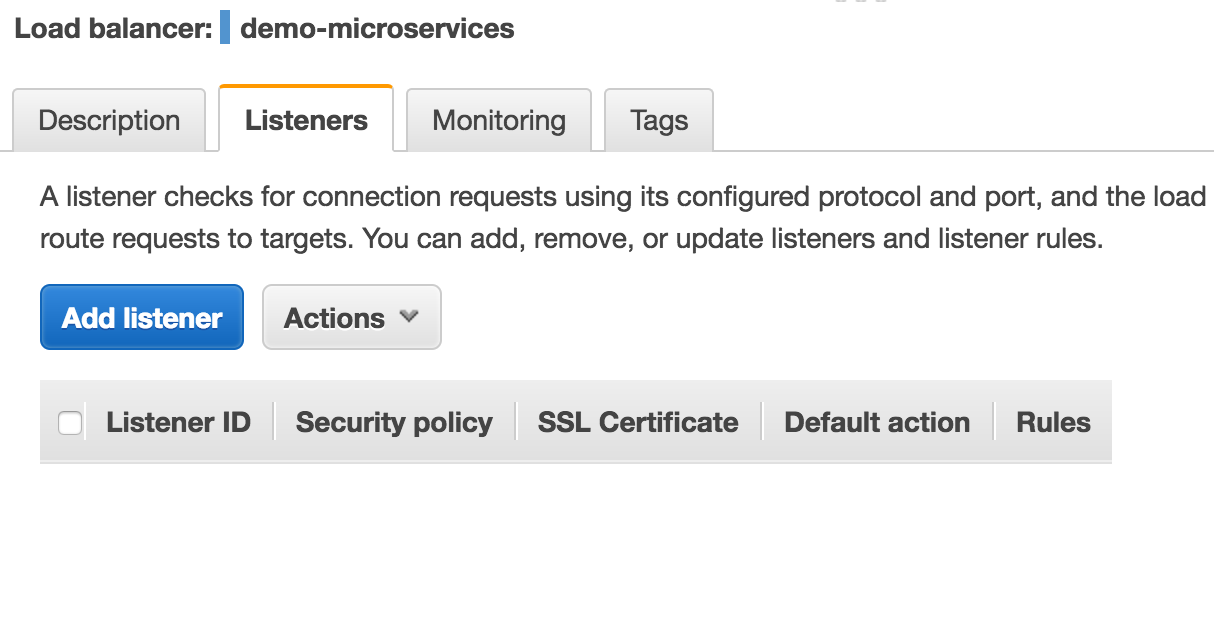 Load balancer: demo-microservices
Description Listeners Monitoring Tags
A listener checks for connection requests using its configured protocol and port, and the load
route requests to targets. You can add, remove, or update listeners and listener rules.
Add listener Actions
Listener ID Security policy SSL Certificate Default action Rules